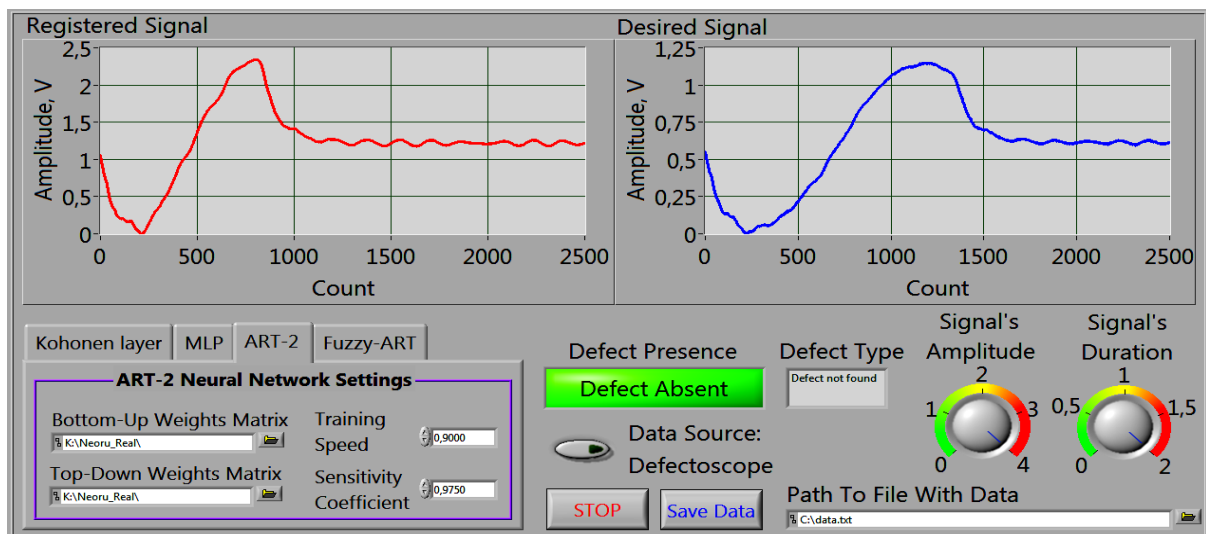 Registered Signal
Amplitude, V
2,5
2
1,5
1
0,5
0
0 500 1000 1500 2000 2500
Count
Desired Signal
Amplitude, V
1,25
1
0,75
0,5
0,25
0
0 500 1000 1500 2000 2500
Count
Kohonen layer MLP ART-2 Fuzzy-ART
ART-2 Neural Network Settings
Bottom-Up Weights Matrix
K:\Neoru_Real\
Top-Down Weights Matrix
K:\Neoru_Real\
Training
Speed
0,9000
Sensitivity
Coefficient
0,9750
Defect Presence
Defect Absent
Data Source:
Defectoscope
STOP
Save Data
Defect Type
Defect not found
Signal's
Amplitude
0 1 2 3 4
Signal's
Duration
0 0,5 1 1,5 2
Path To File With Data
C:\data.txt